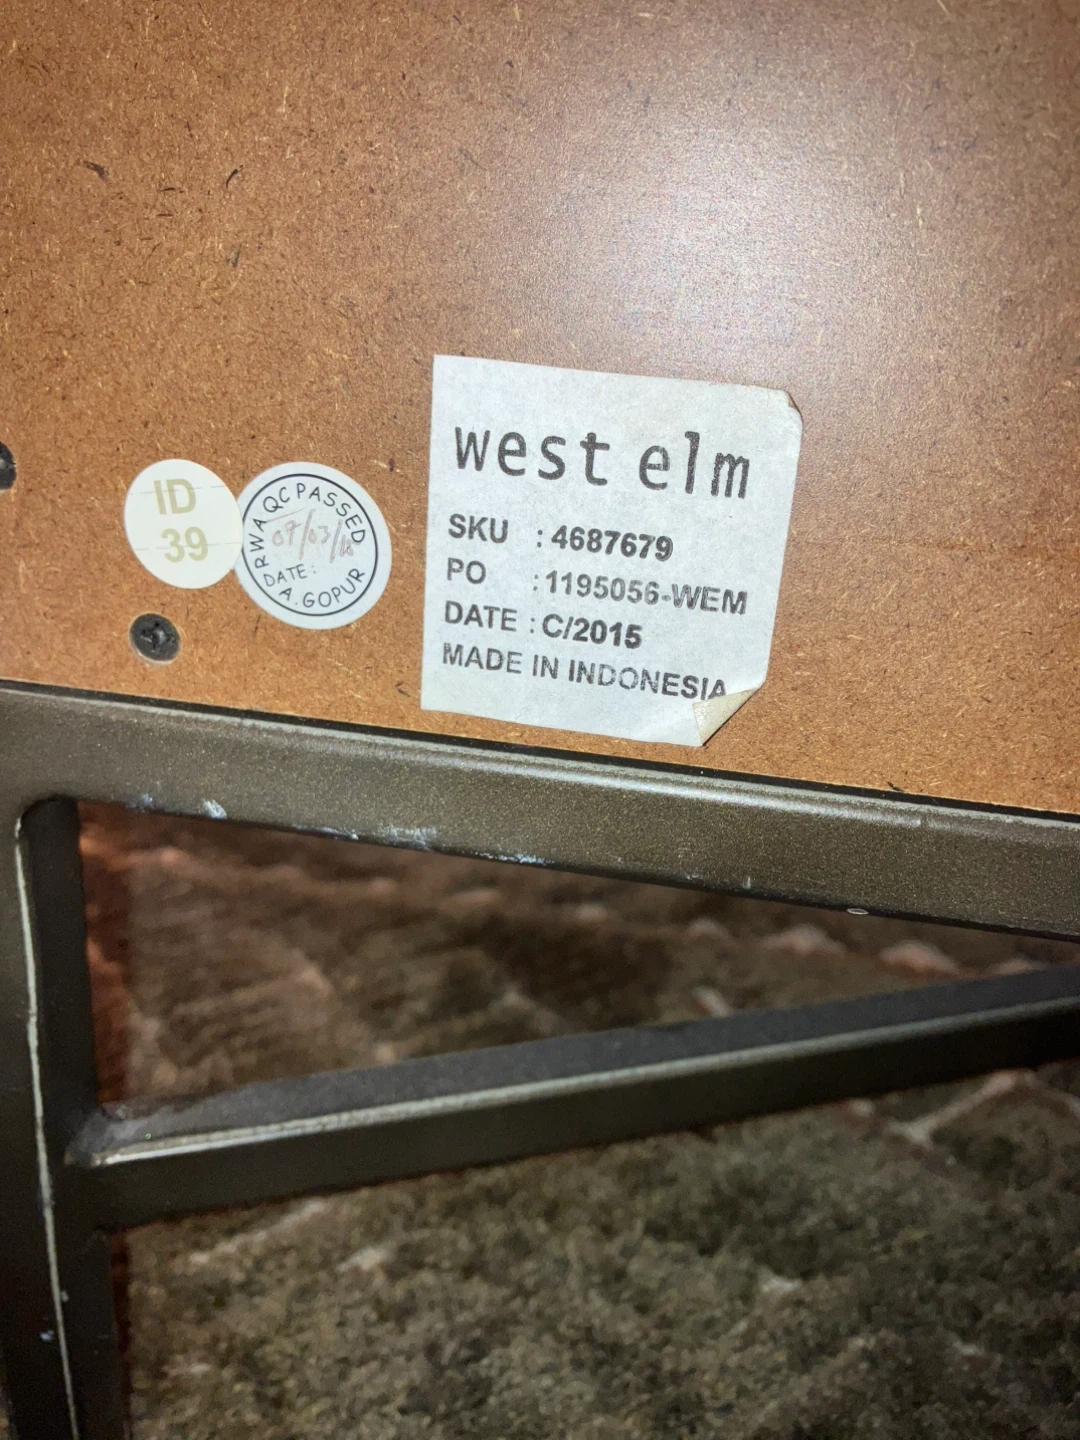 west elm
SKU : 4687679
PO : 1195056-WEM
DATE : C/2015
MADE IN INDONESIA
ID
39
RWA QC PASSED
DATE:
A. GOPUR